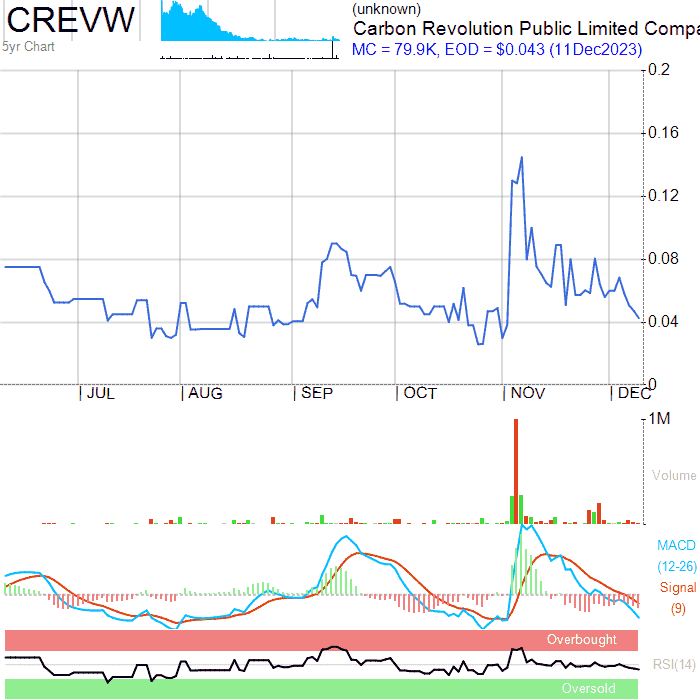 CREVW
5yr Chart
(unknown)
Carbon Revolution Public Limited Compa
MC = 79.9K, EOD = $0.043 (11Dec2023)
0.2
0.16
0.12
0.08
0.04
0
JUL AUG SEP OCT NOV DEC
1M
Volume
MACD
(12-26)
Signal
(9)
Overbought
RSI(14)
Oversold